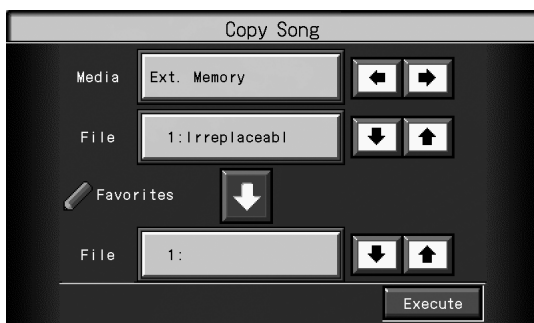 Copy Song
Media Ext. Memory
File 1:Irreplaceabl
Favorites
File 1:
Execute